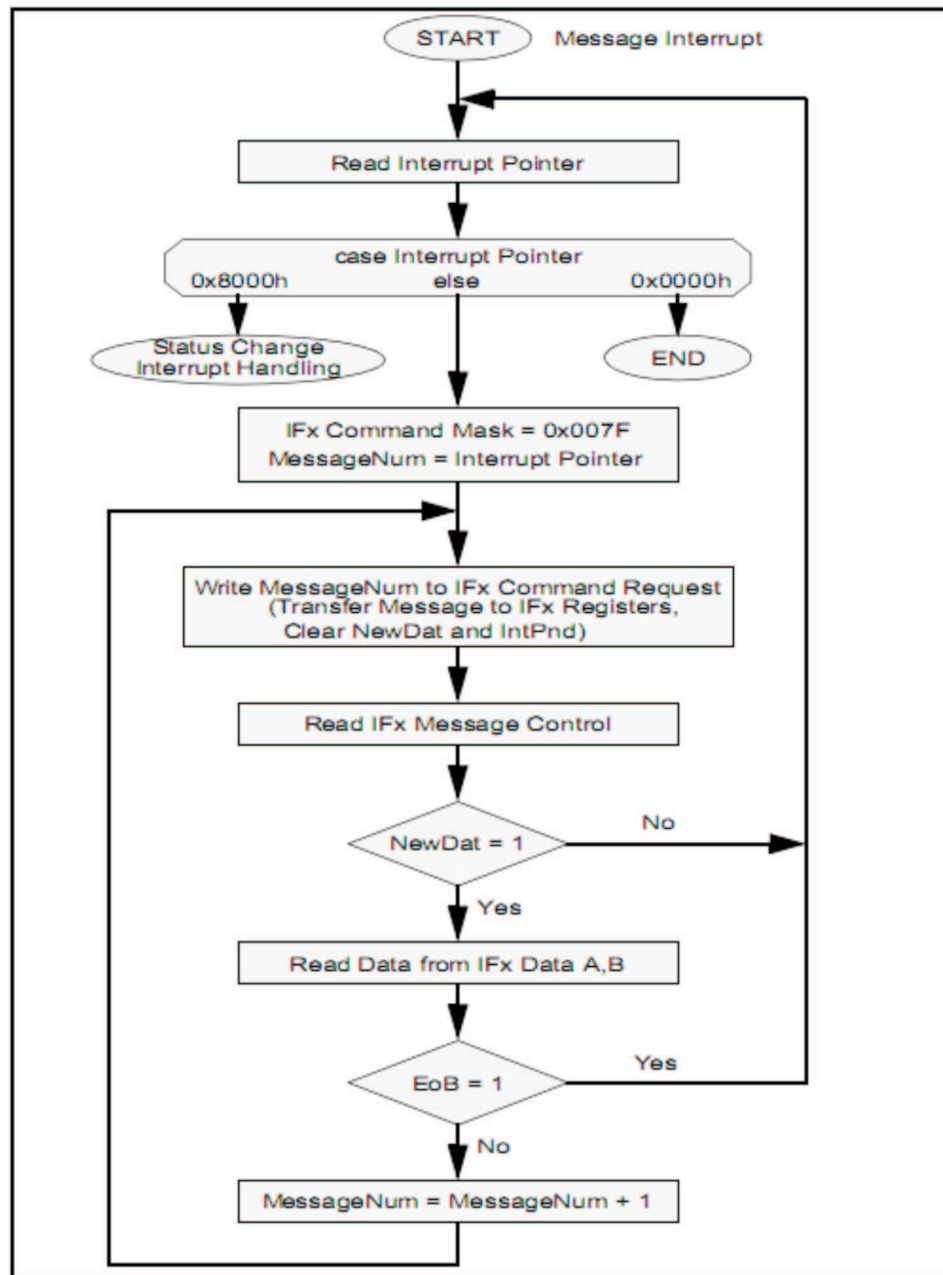 START Message Interrupt
Read Interrupt Pointer
case Interrupt Pointer
0x8000h else 0x0000h
Status Change
Interrupt Handling
END
IFx Command Mask = 0x007F
MessageNum = Interrupt Pointer
Write MessageNum to IFx Command Request
(Transfer Message to IFx Registers,
Clear NewDat and IntPnd)
Read IFx Message Control
NewDat = 1
No
Yes
Read Data from IFx Data A,B
EoB = 1
Yes
No
MessageNum = MessageNum + 1